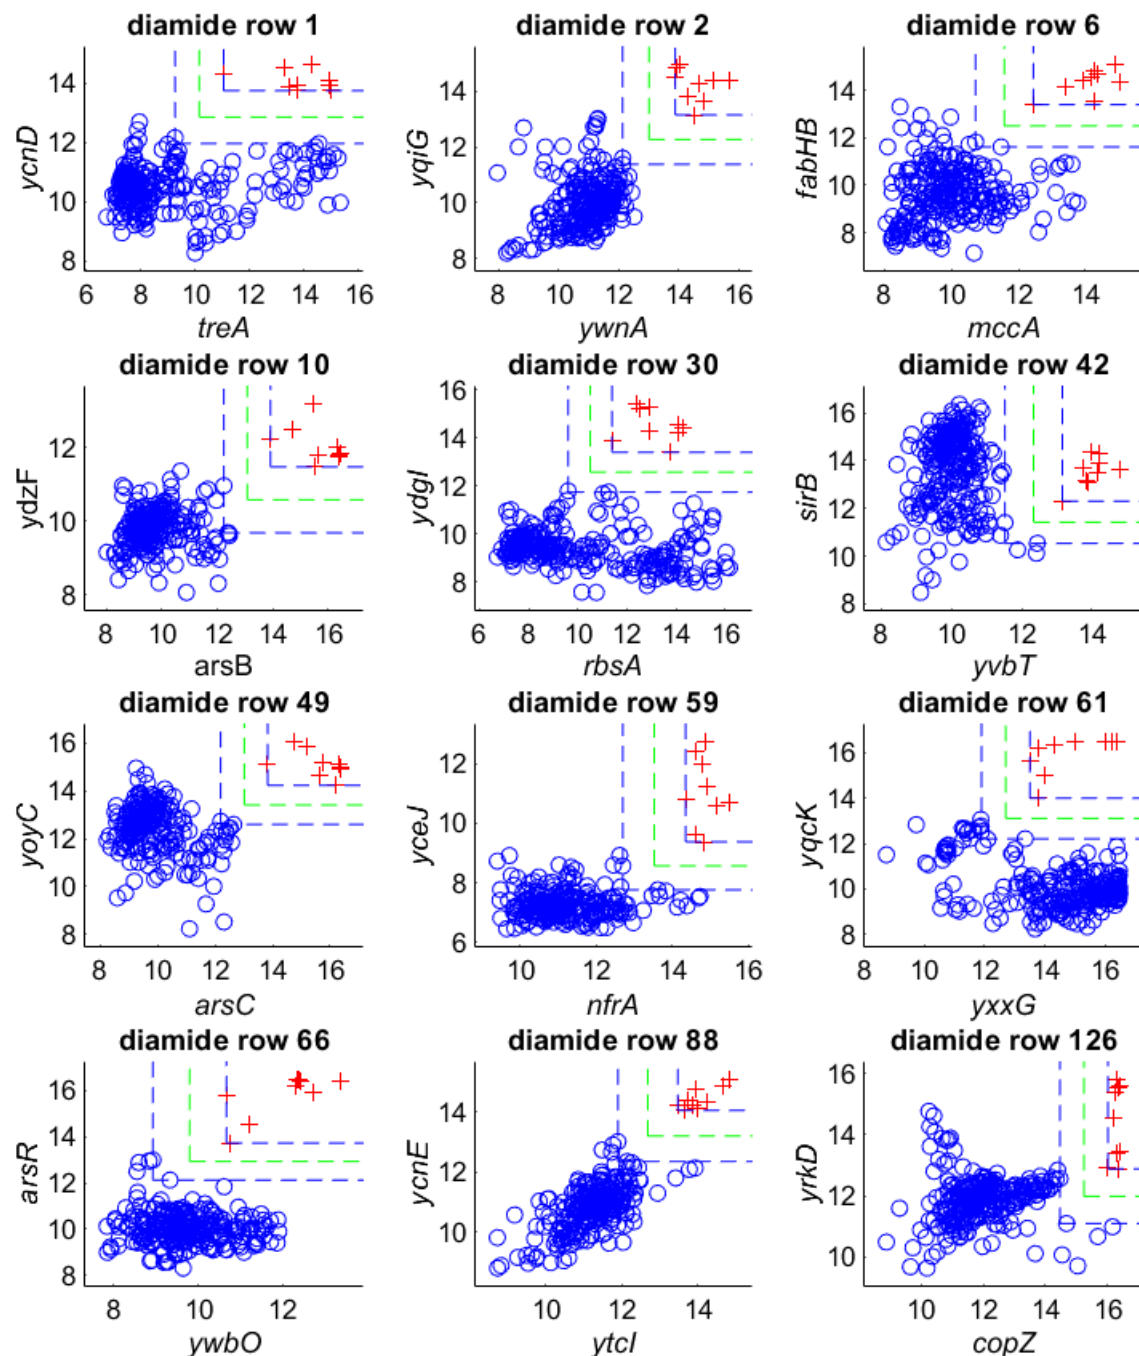 diamide row 1 diamide row 2 diamide row 6
14 12 10 8 ycnD 6 8 10 12 14 16 treA
14 12 10 8 yqiG 8 10 12 14 16 ywnA
14 12 10 8 fabHB 8 10 12 14 16 mccA
diamide row 10 diamide row 30 diamide row 42
12 10 8 ydzF 8 10 12 14 16 arsB
16 14 12 10 8 ydgI 6 8 10 12 14 16 rbsA
16 14 12 10 8 sirB 8 10 12 14 yvbT
diamide row 49 diamide row 59 diamide row 61
16 14 12 10 8 yoyC 8 10 12 14 16 arsC
12 10 8 6 yceJ 10 12 14 16 nfrA
16 14 12 10 8 yqcK 8 10 12 14 16 yxxG
diamide row 66 diamide row 88 diamide row 126
16 14 12 10 8 arsR 8 10 12 ywbO
14 12 10 ycnE 10 12 14 ytcI
16 14 12 10 yrkD 10 12 14 16 copZ